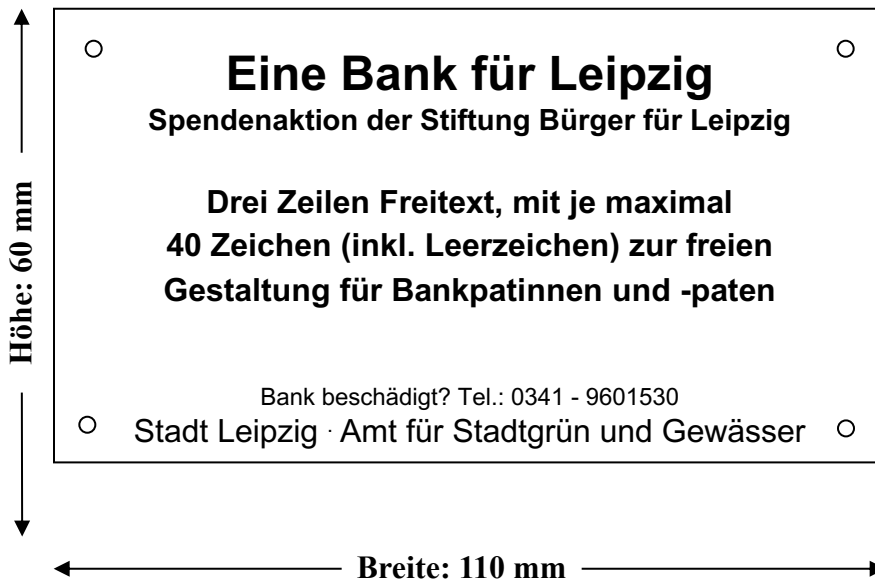 Eine Bank für Leipzig
Spendenaktion der Stiftung Bürger für Leipzig
Drei Zeilen Freitext, mit je maximal
40 Zeichen (inkl. Leerzeichen) zur freien
Gestaltung für Bankpatinnen und -paten
Bank beschädigt? Tel.: 0341 - 9601530
Stadt Leipzig · Amt für Stadtgrün und Gewässer
Höhe: 60 mm
Breite: 110 mm